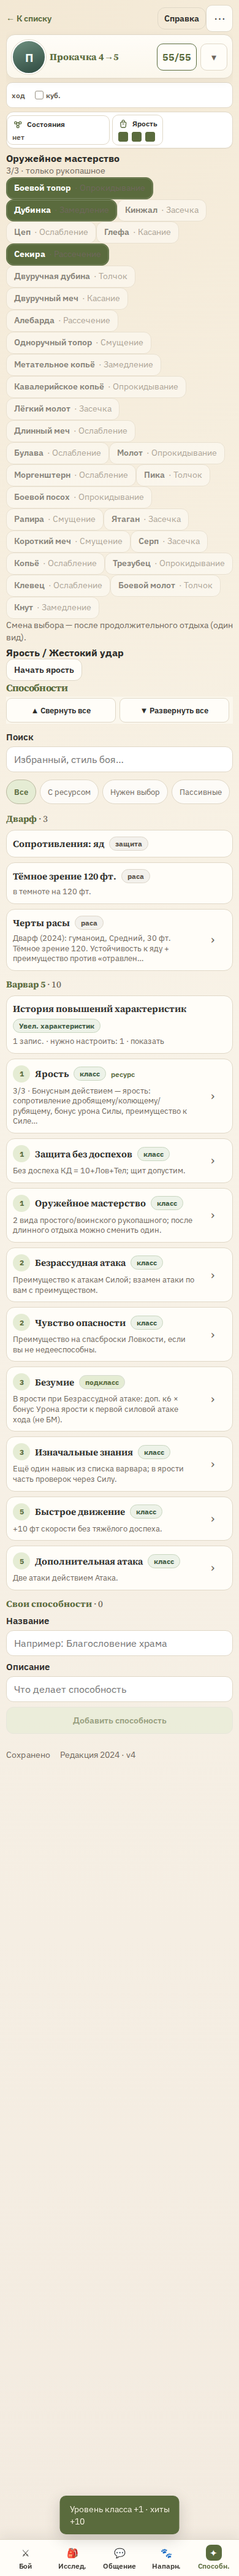 ← К списку
Справка
⋯
П
Прокачка 4→5
55/55
▼
ход
куб.
Состояния
нет
Ярость
Оружейное мастерство
3/3 · только рукопашное
Боевой топор
Дубинка
Кинжал · Засечка
Цеп · Ослабление
Глефа · Касание
Секира
Двуручная дубина · Толчок
Двуручный меч · Касание
Алебарда · Рассечение
Одноручный топор · Смущение
Метательное копьё · Замедление
Кавалерийское копьё · Опрокидывание
Лёгкий молот · Засечка
Длинный меч · Ослабление
Булава · Ослабление
Молот · Опрокидывание
Моргенштерн · Ослабление
Пика · Толчок
Боевой посох · Опрокидывание
Рапира · Смущение
Ятаган · Засечка
Короткий меч · Смущение
Серп · Засечка
Копьё · Ослабление
Трезубец · Опрокидывание
Клевец · Ослабление
Боевой молот · Толчок
Кнут · Замедление
Смена выбора — после продолжительного отдыха (один
вид).
Ярость / Жестокий удар
Начать ярость
Способности
▲ Свернуть все
▼ Развернуть все
Поиск
Избранный, стиль боя…
Все
С ресурсом
Нужен выбор
Пассивные
Дварф · 3
Сопротивления: яд
защита
Тёмное зрение 120 фт.
раса
в темноте на 120 фт.
Черты расы
раса
Дварф (2024): гуманоид, Средний, 30 фт.
Тёмное зрение 120. Устойчивость к яду +
преимущество против «отравлен…
›
Варвар 5 · 10
История повышений характеристик
Увел. характеристик
1 запис. · нужно настроить: 1 · показать
1
Ярость
класс
ресурс
3/3 · Бонусным действием — ярость:
сопротивление дробящему/колющему/
рубящему, бонус урона Силы, преимущество к
Силе…
›
1
Защита без доспехов
класс
Без доспеха КД = 10+Лов+Тел; щит допустим.
›
1
Оружейное мастерство
класс
2 вида простого/воинского рукопашного; после
длинного отдыха можно сменить один.
›
2
Безрассудная атака
класс
Преимущество к атакам Силой; взамен атаки по
вам с преимуществом.
›
2
Чувство опасности
класс
Преимущество на спасброски Ловкости, если
вы не недееспособны.
›
3
Безумие
подкласс
В ярости при Безрассудной атаке: доп. к6 ×
бонус Урона ярости к первой силовой атаке
хода (не БМ).
›
3
Изначальные знания
класс
Ещё один навык из списка варвара; в ярости
часть проверок через Силу.
›
5
Быстрое движение
класс
+10 фт скорости без тяжёлого доспеха.
›
5
Дополнительная атака
класс
Две атаки действием Атака.
›
Свои способности · 0
Название
Например: Благословение храма
Описание
Что делает способность
Добавить способность
Сохранено
Редакция 2024 · v4
Уровень класса +1 · хиты
+10
Бой
Исслед.
Общение
Напарн.
Способн.